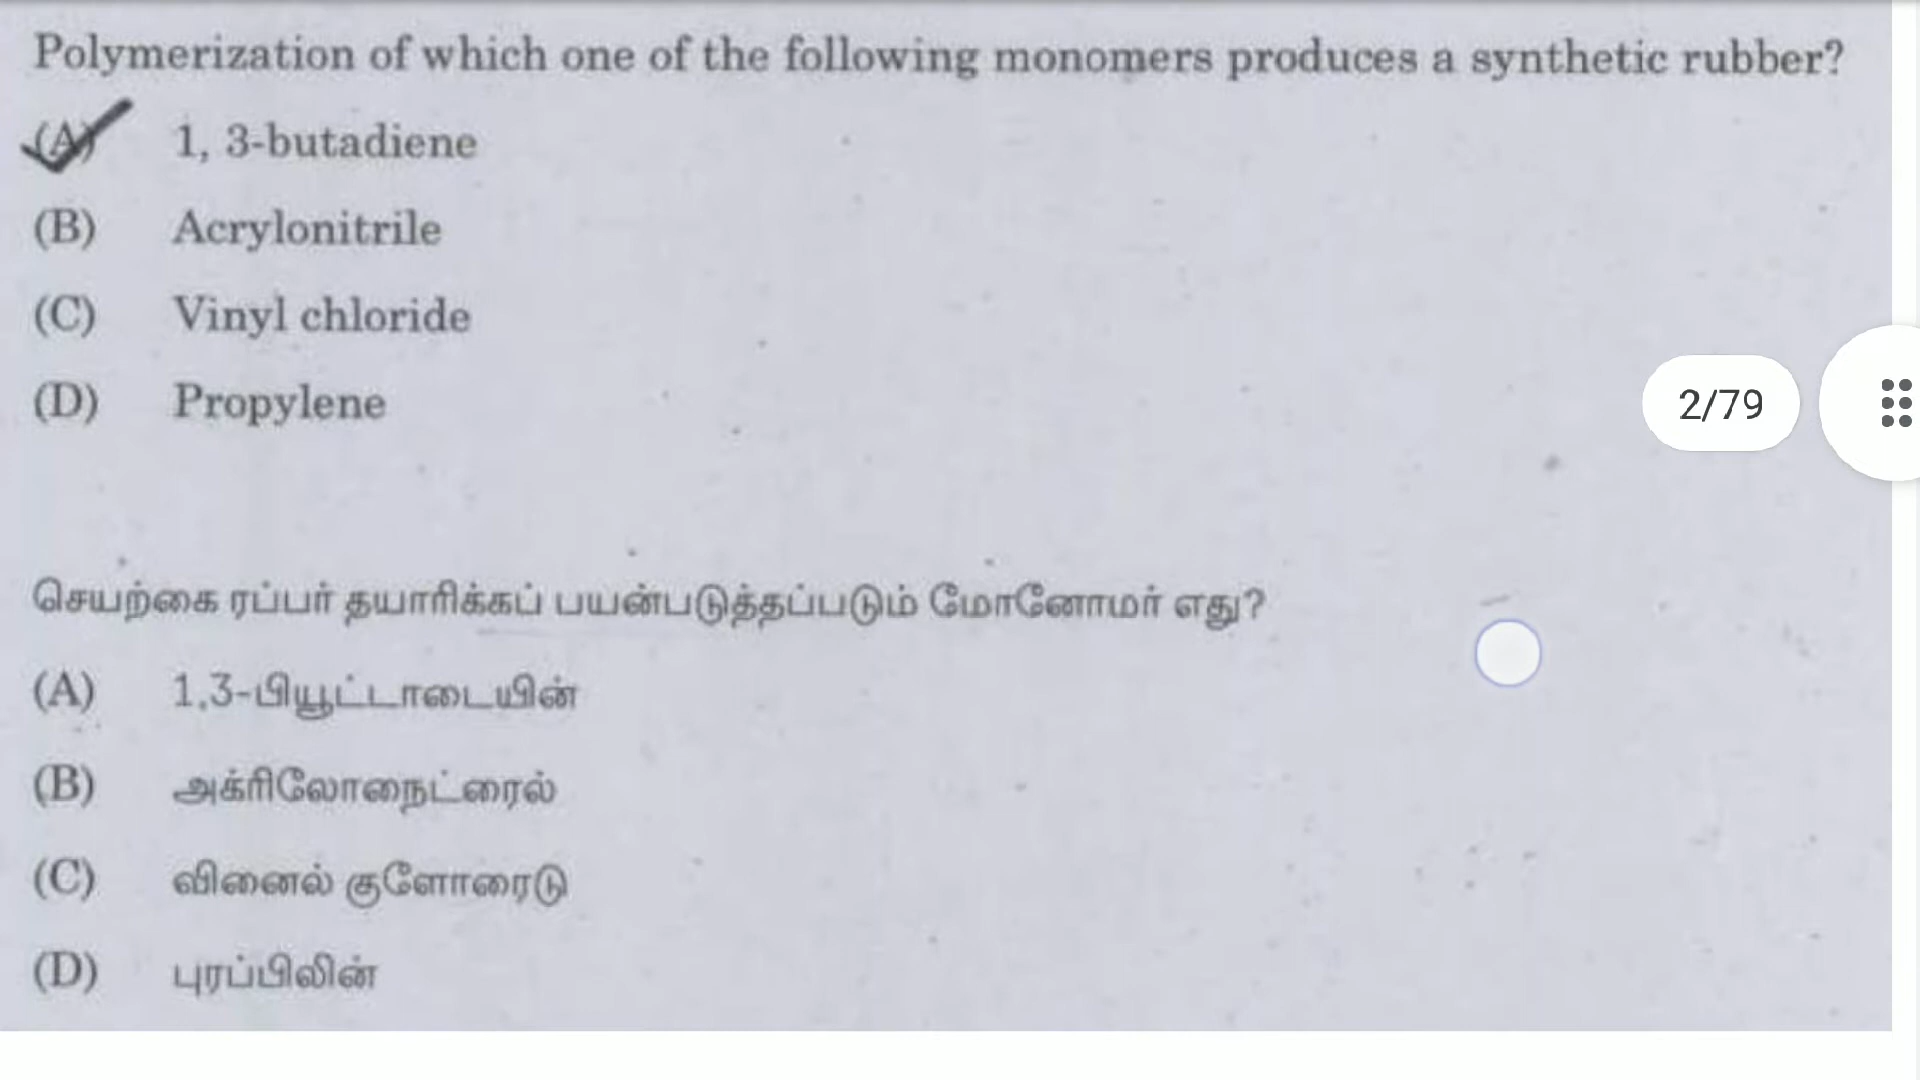 Polymerization of which one of the following monomers produces a synthetic rubber?
(A) 1, 3-butadiene
(B) Acrylonitrile
(C) Vinyl chloride
(D) Propylene
2/79
செயற்கை ரப்பர் தயாரிக்கப் பயன்படுத்தப்படும் மோனோமர் எது?
(A) 1,3-பியூட்டாடையின்
(B) அக்ரிலோநைட்ரைல்
(C) வினைல் குளோரைடு
(D) புரப்பிலின்